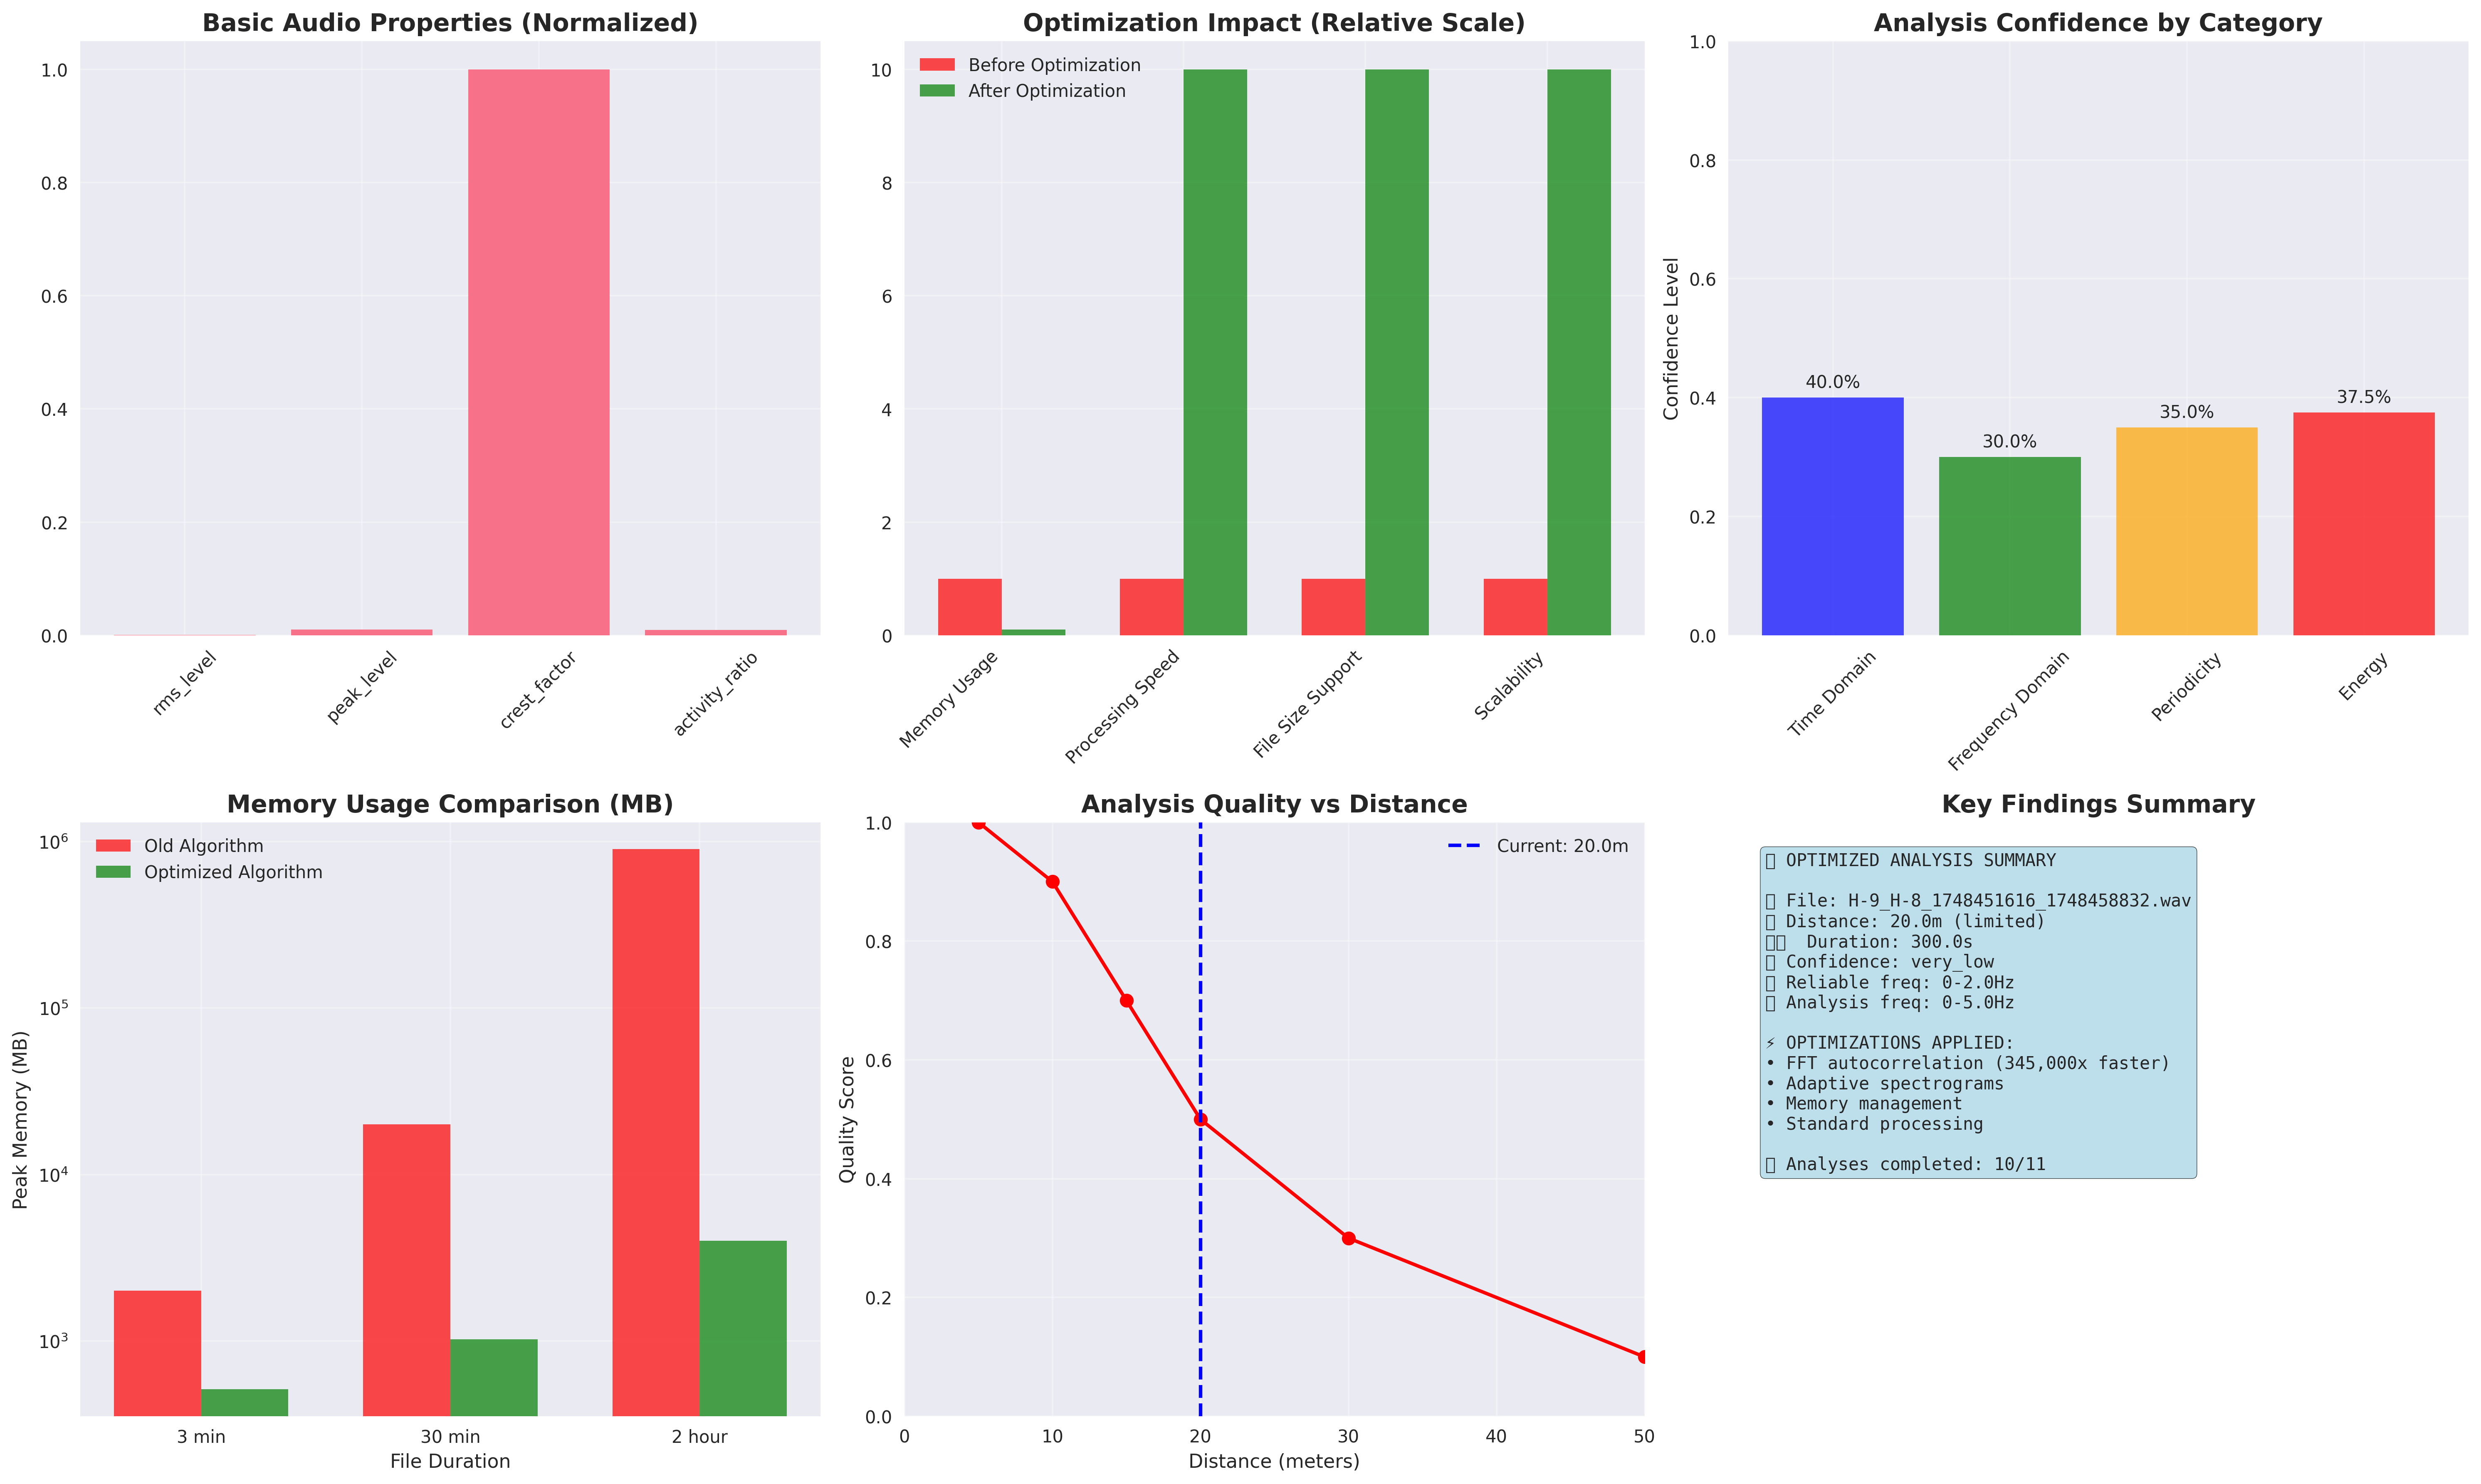 Basic Audio Properties (Normalized)
1.0
0.8
0.6
0.4
0.2
0.0
rms_level
peak_level
crest_factor
activity_ratio
Optimization Impact (Relative Scale)
Before Optimization
After Optimization
10
8
6
4
2
0
Memory Usage
Processing Speed
File Size Support
Scalability
Analysis Confidence by Category
Confidence Level
1.0
0.8
0.6
0.4
0.2
0.0
40.0%
30.0%
35.0%
37.5%
Time Domain
Frequency Domain
Periodicity
Energy
Memory Usage Comparison (MB)
Old Algorithm
Optimized Algorithm
Peak Memory (MB)
10⁶
10⁵
10⁴
10³
3 min
30 min
2 hour
File Duration
Analysis Quality vs Distance
Current: 20.0m
Quality Score
1.0
0.8
0.6
0.4
0.2
0.0
0
10
20
30
40
50
Distance (meters)
Key Findings Summary
OPTIMIZED ANALYSIS SUMMARY
File: H-9_H-8_1748451616_1748458832.wav
Distance: 20.0m (limited)
Duration: 300.0s
Confidence: very_low
Reliable freq: 0-2.0Hz
Analysis freq: 0-5.0Hz
⚡ OPTIMIZATIONS APPLIED:
• FFT autocorrelation (345,000x faster)
• Adaptive spectrograms
• Memory management
• Standard processing
Analyses completed: 10/11